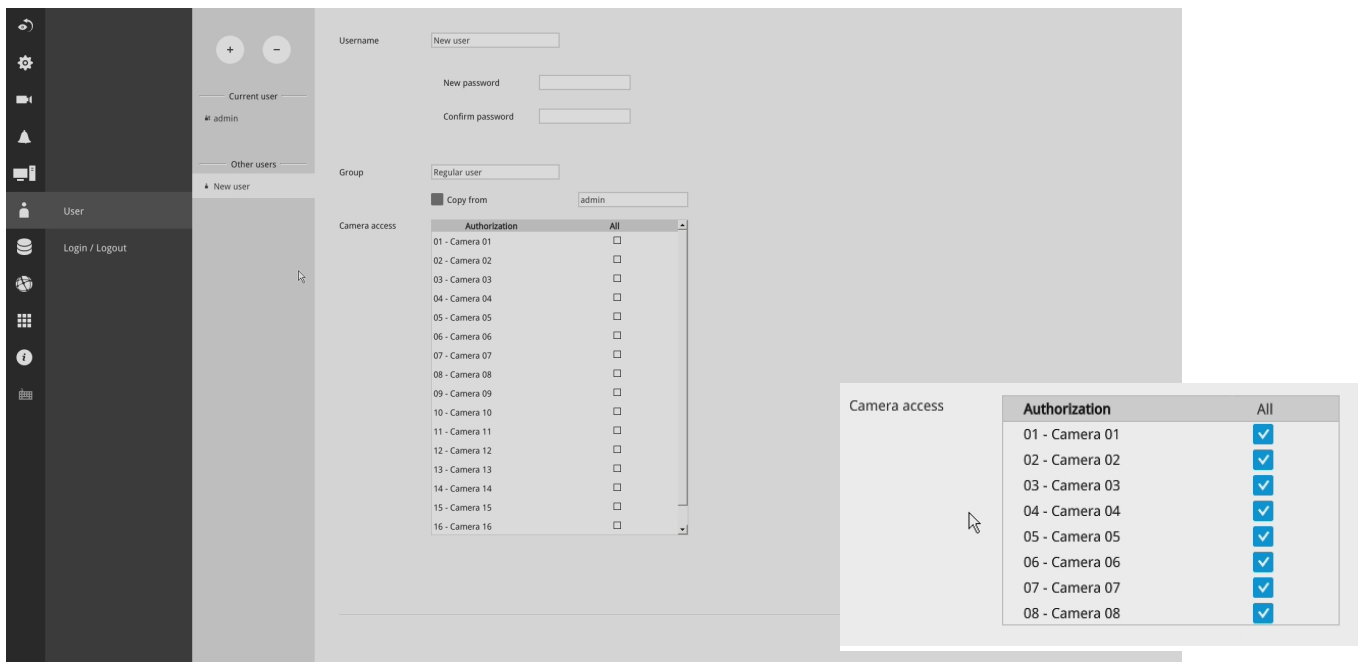 + −
Username New user
New password
Current user
admin
Confirm password
Other users
Group Regular user
New user
Copy from admin
User
Camera access Authorization All
01 - Camera 01
Login / Logout
02 - Camera 02
03 - Camera 03
04 - Camera 04
05 - Camera 05
06 - Camera 06
07 - Camera 07
08 - Camera 08
09 - Camera 09
10 - Camera 10
11 - Camera 11
12 - Camera 12
13 - Camera 13
14 - Camera 14
15 - Camera 15
16 - Camera 16
Camera access Authorization All
01 - Camera 01
02 - Camera 02
03 - Camera 03
04 - Camera 04
05 - Camera 05
06 - Camera 06
07 - Camera 07
08 - Camera 08